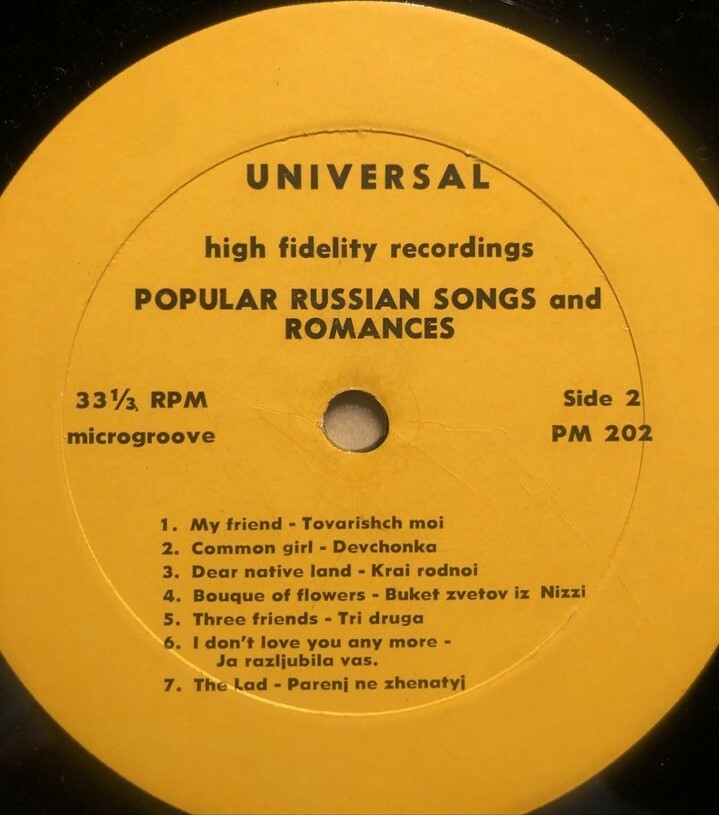 UNIVERSAL
high fidelity recordings
POPULAR RUSSIAN SONGS and
ROMANCES
33⅓ RPM
microgroove
Side 2
PM 202
1. My friend - Tovarishch moi
2. Common girl - Devchonka
3. Dear native land - Krai rodnoi
4. Bouque of flowers - Buket zvetov iz Nizzi
5. Three friends - Tri druga
6. I don't love you any more -
Ja razljubila vas.
7. The Lad - Parenj ne zhenatyj